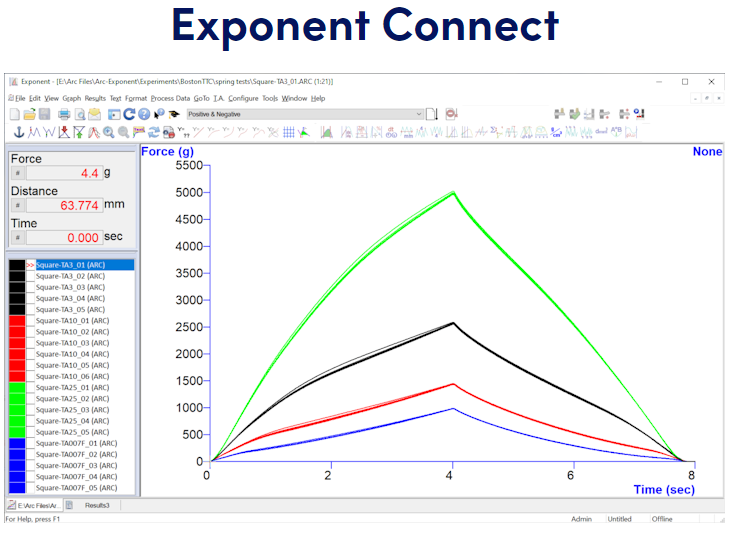 Exponent Connect
Exponent - [E:\Arc Files\Arc-Exponent\Experiments\BostonTTC\spring tests\Square-TA3_01.ARC (1:21)]
File Edit View Graph Results Text Format Primary Process Data GoTo T.A. Configure Tools Window Help
Positive & Negative
Force
# 4.4 g
Distance
# 63.774 mm
Time
# 0.000 sec
>> Square-TA3_01 (ARC)
Square-TA3_02 (ARC)
Square-TA3_03 (ARC)
Square-TA3_04 (ARC)
Square-TA3_05 (ARC)
Square-TA10_01 (ARC)
Square-TA10_02 (ARC)
Square-TA10_03 (ARC)
Square-TA10_04 (ARC)
Square-TA10_05 (ARC)
Square-TA10_06 (ARC)
Square-TA25_01 (ARC)
Square-TA25_02 (ARC)
Square-TA25_03 (ARC)
Square-TA25_04 (ARC)
Square-TA25_05 (ARC)
Square-TA007F_01 (ARC)
Square-TA007F_02 (ARC)
Square-TA007F_03 (ARC)
Square-TA007F_04 (ARC)
Square-TA007F_05 (ARC)
Force (g) None
5500
5000
4500
4000
3500
3000
2500
2000
1500
1000
500
0
0 2 4 6 8
Time (sec)
E:\Arc Files\Ar... Results3
For Help, press F1 Admin Untitled Offline